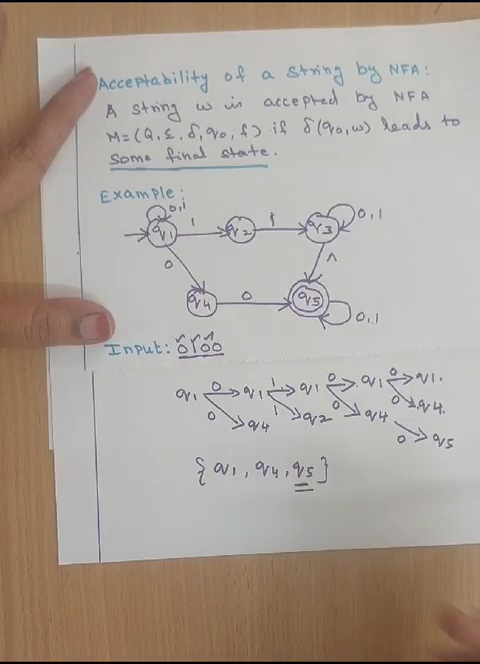 Acceptability of a string by NFA:
A string w is accepted by NFA
M=(Q,Σ,δ,q0,f) if δ(q0,w) leads to
some final state.
Example:
0,1
q1 1 q2 1 q3 0,1
0 ^
q4 0 q5
0,1
Input: 0100
q1 0 q1 1 q1 0 q1 0 q1.
0 q4 1 q2 0 q4 0 q4.
0 q5
{q1, q4, q5}